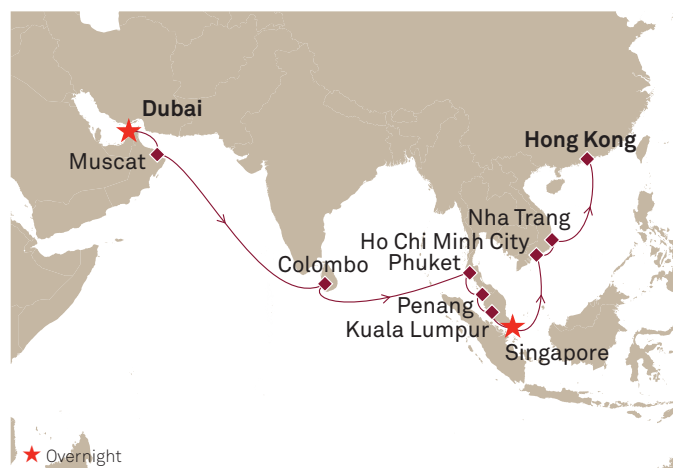 Dubai
Muscat
Hong Kong
Nha Trang
Ho Chi Minh City
Colombo
Phuket
Penang
Kuala Lumpur
Singapore
Overnight